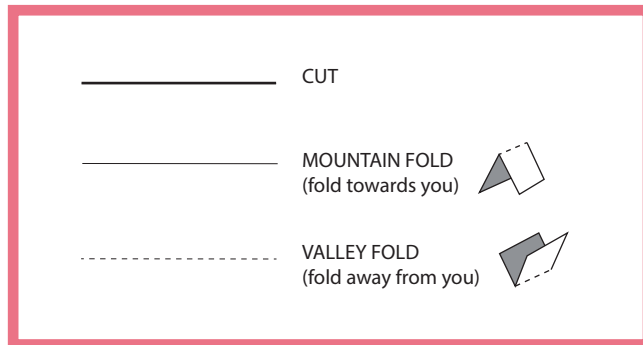 CUT
MOUNTAIN FOLD
(fold towards you)
VALLEY FOLD
(fold away from you)